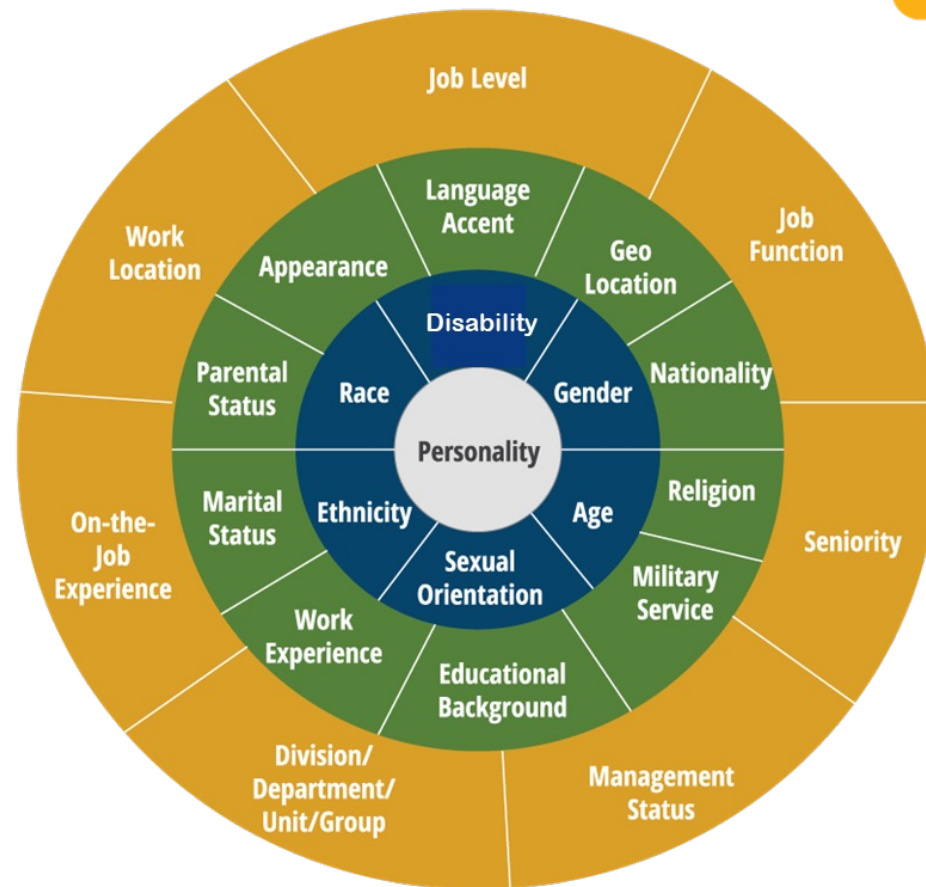 Job Level
Job
Function
Seniority
Management
Status
Division/
Department/
Unit/Group
On-the-
Job
Experience
Work
Location
Language
Accent
Geo
Location
Nationality
Religion
Military
Service
Educational
Background
Work
Experience
Marital
Status
Parental
Status
Appearance
Disability
Gender
Age
Sexual
Orientation
Ethnicity
Race
Personality